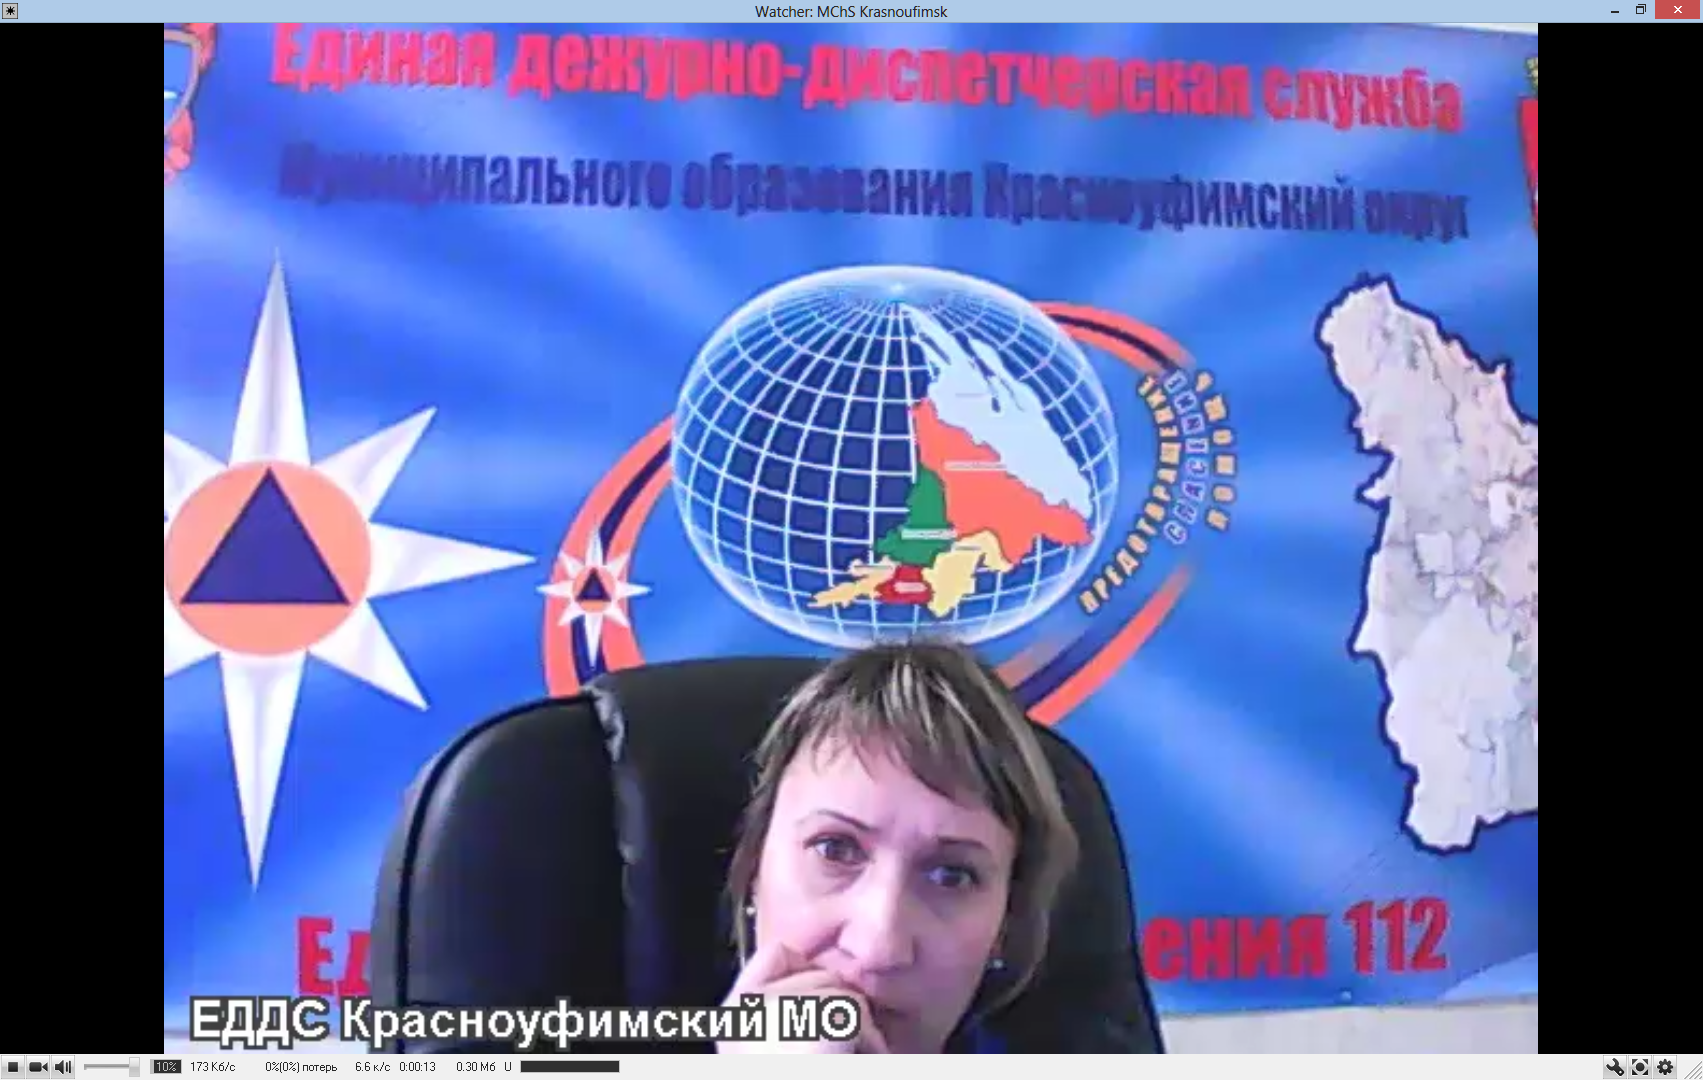 Watcher: MChS Krasnoufimsk
Единая дежурно-диспетчерская служба
Муниципального образования Красноуфимский округ
ПРЕДОТВРАЩЕНИЕ
СПАСЕНИЕ
ПОМОЩЬ
Ед ения 112
ЕДДС Красноуфимский МО
10% 173 Кб/с 0%(0%) потерь 6.6 к/с 0:00:13 0.30 Мб U